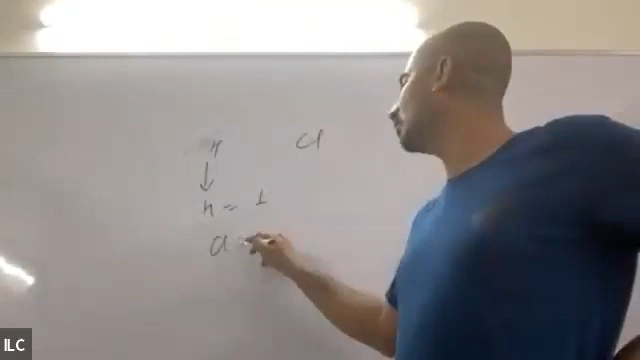 H Cl
↓
H = 1
Cl =
ILC